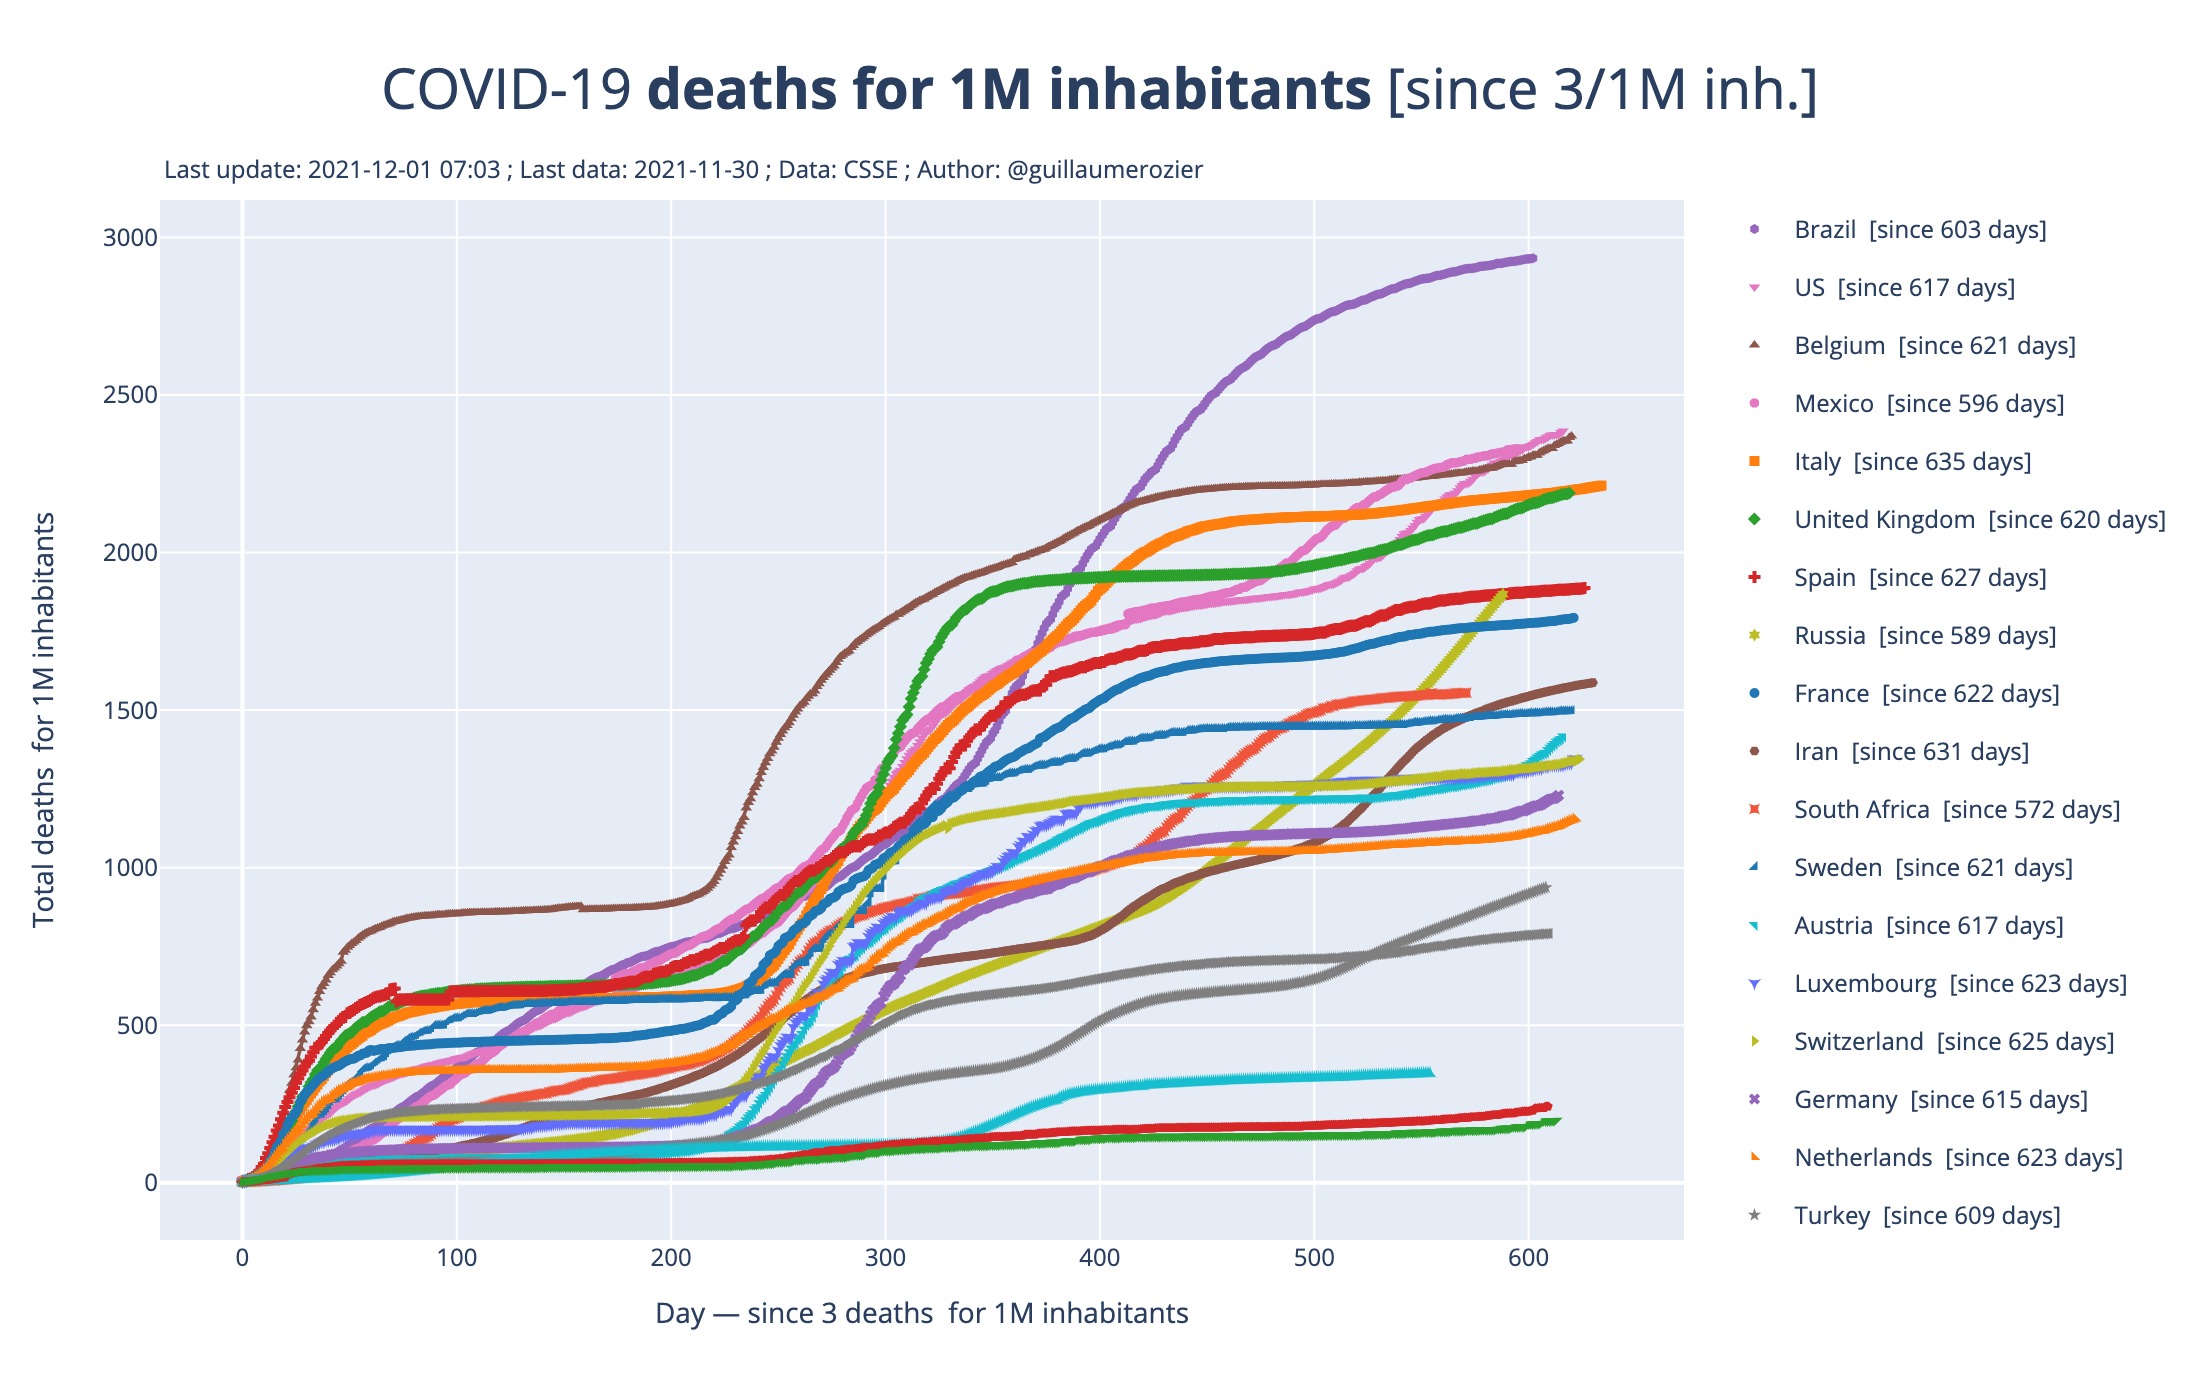 COVID-19 deaths for 1M inhabitants [since 3/1M inh.]
Last update: 2021-12-01 07:03 ; Last data: 2021-11-30 ; Data: CSSE ; Author: @guillaumerozier
Total deaths  for 1M inhabitants
3000
2500
2000
1500
1000
500
0
0 100 200 300 400 500 600
Day — since 3 deaths  for 1M inhabitants
Brazil  [since 603 days]
US  [since 617 days]
Belgium  [since 621 days]
Mexico  [since 596 days]
Italy  [since 635 days]
United Kingdom  [since 620 days]
Spain  [since 627 days]
Russia  [since 589 days]
France  [since 622 days]
Iran  [since 631 days]
South Africa  [since 572 days]
Sweden  [since 621 days]
Austria  [since 617 days]
Luxembourg  [since 623 days]
Switzerland  [since 625 days]
Germany  [since 615 days]
Netherlands  [since 623 days]
Turkey  [since 609 days]